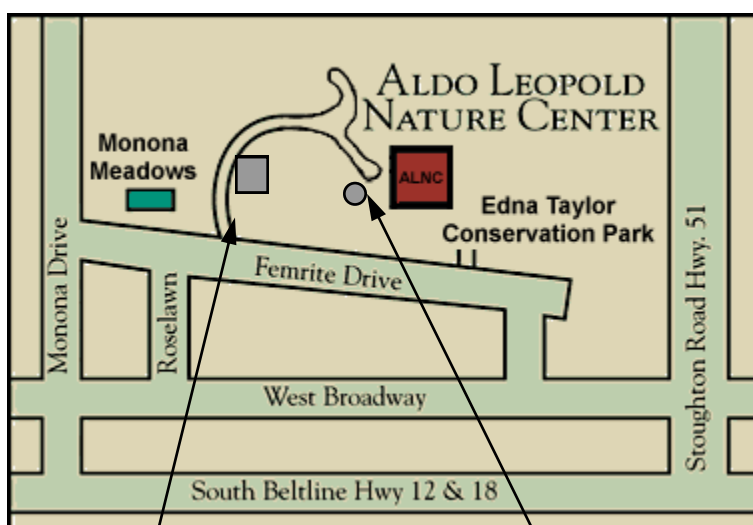 ALDO LEOPOLD
NATURE CENTER
Monona
Meadows
ALNC
Edna Taylor
Conservation Park
Femrite Drive
Monona Drive
Roselawn
Stoughton Road Hwy. 51
West Broadway
South Beltline Hwy 12 & 18